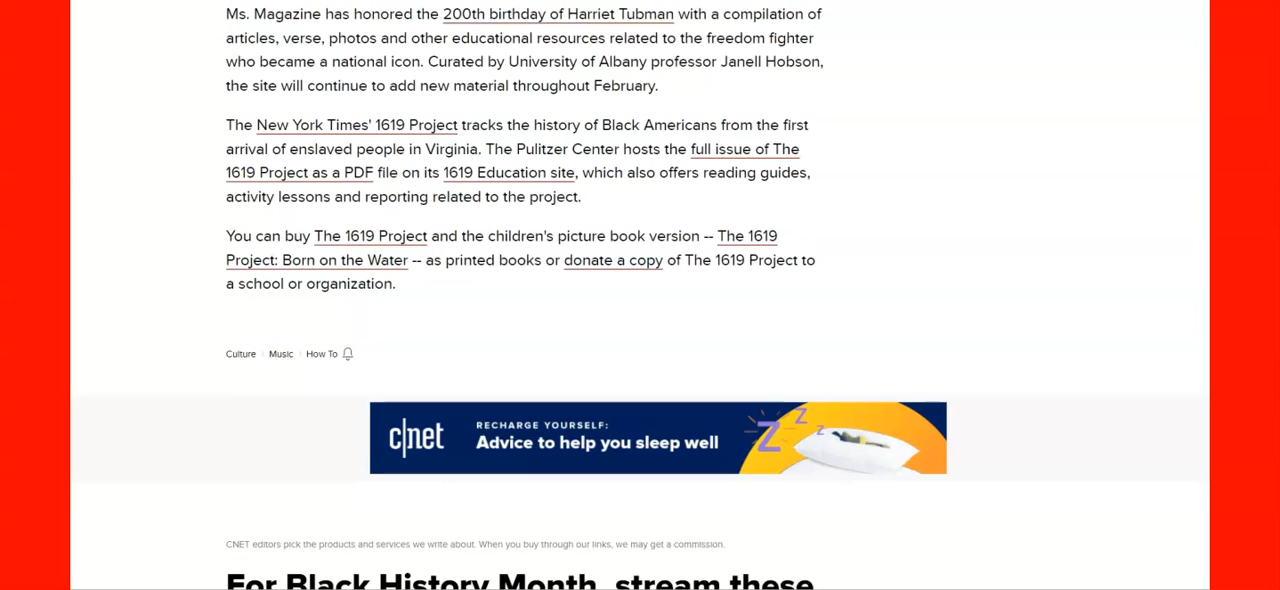 Ms. Magazine has honored the 200th birthday of Harriet Tubman with a compilation of
articles, verse, photos and other educational resources related to the freedom fighter
who became a national icon. Curated by University of Albany professor Janell Hobson,
the site will continue to add new material throughout February.
The New York Times' 1619 Project tracks the history of Black Americans from the first
arrival of enslaved people in Virginia. The Pulitzer Center hosts the full issue of The
1619 Project as a PDF file on its 1619 Education site, which also offers reading guides,
activity lessons and reporting related to the project.
You can buy The 1619 Project and the children's picture book version -- The 1619
Project: Born on the Water -- as printed books or donate a copy of The 1619 Project to
a school or organization.
Culture Music How To
c|net
RECHARGE YOURSELF:
Advice to help you sleep well
Z Z z
CNET editors pick the products and services we write about. When you buy through our links, we may get a commission.
For Black History Month, stream these